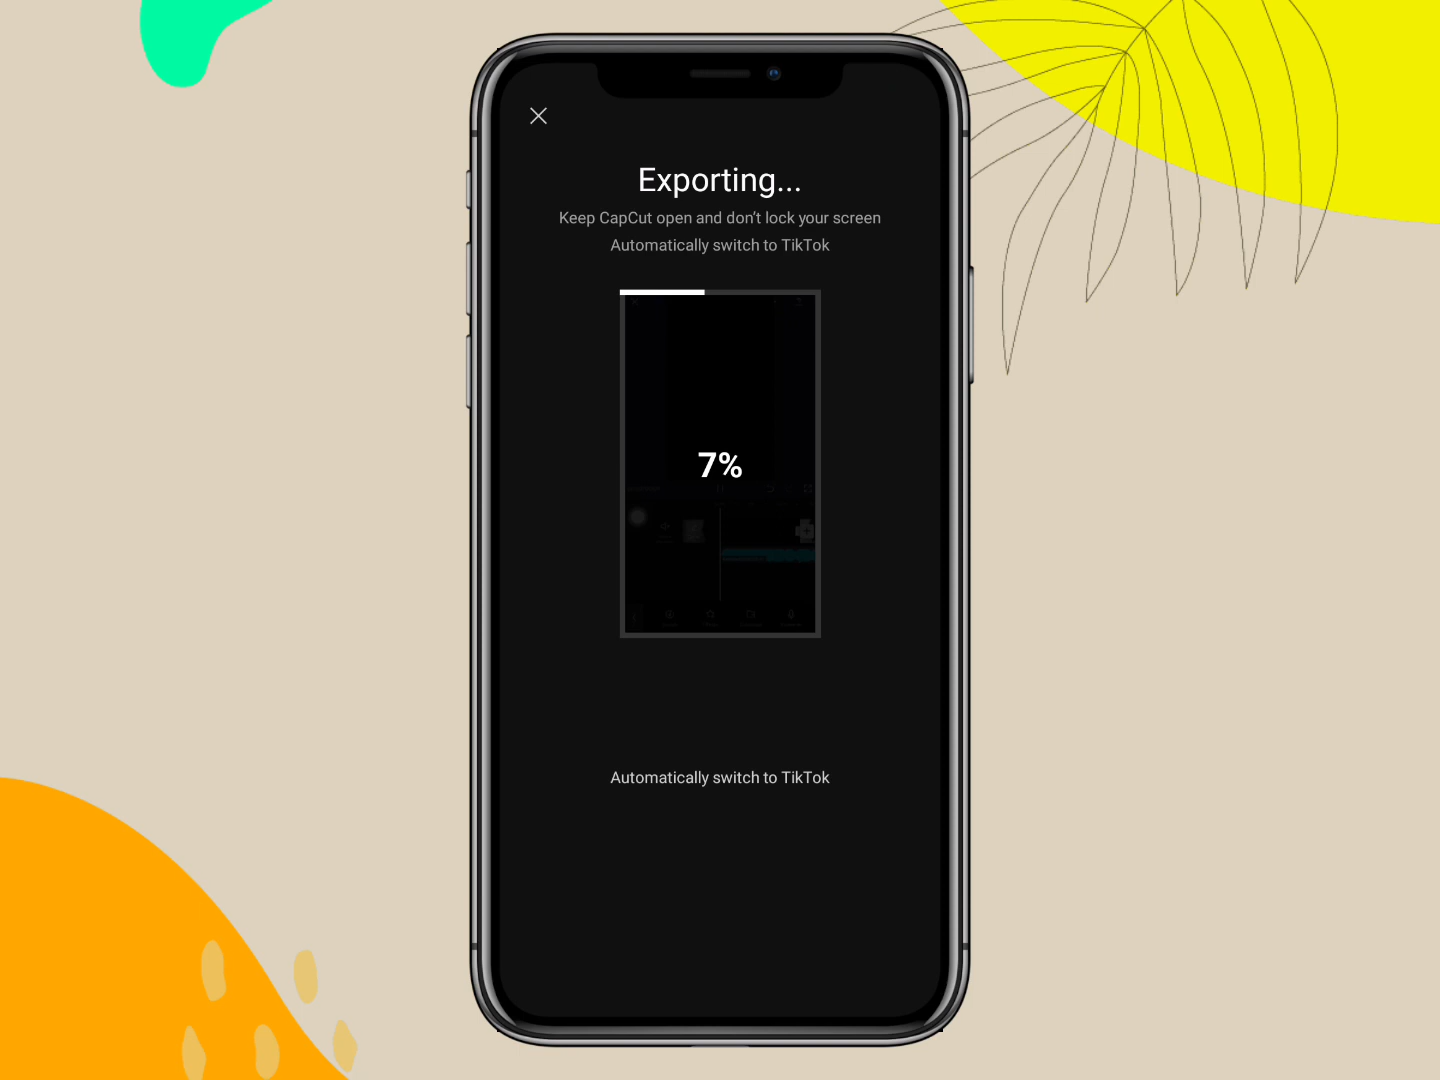 Exporting...
Keep CapCut open and don't lock your screen
Automatically switch to TikTok
7%
Automatically switch to TikTok